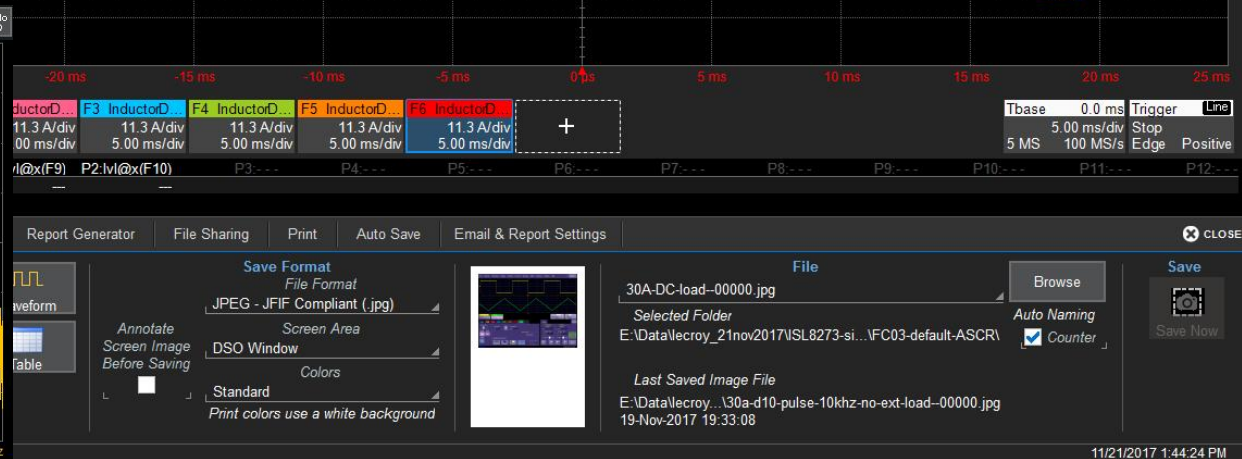 -20 ms -15 ms -10 ms -5 ms 0 ps 5 ms 10 ms 15 ms 20 ms 25 ms
ductorD... F3 InductorD... F4 InductorD... F5 InductorD... F6 InductorD...
11.3 A/div 11.3 A/div 11.3 A/div 11.3 A/div 11.3 A/div
.00 ms/div 5.00 ms/div 5.00 ms/div 5.00 ms/div 5.00 ms/div
+
Tbase 0.0 ms Trigger Line
5.00 ms/div Stop
5 MS 100 MS/s Edge Positive
vl@x(F9) P2:lvl@x(F10) P3:- - - P4:- - - P5:- - - P6:- - - P7:- - - P8:- - - P9:- - - P10:- - - P11:- - - P12:- - -
--- ---
Report Generator File Sharing Print Auto Save Email & Report Settings CLOSE
aveform
Table
Annotate
Screen Image
Before Saving
Save Format
File Format
JPEG - JFIF Compliant (.jpg)
Screen Area
DSO Window
Colors
Standard
Print colors use a white background
File
30A-DC-load--00000.jpg
Selected Folder
E:\Data\lecroy_21nov2017\ISL8273-si...\FC03-default-ASCR\
Last Saved Image File
E:\Data\lecroy...\30a-d10-pulse-10khz-no-ext-load--00000.jpg
19-Nov-2017 19:33:08
Browse
Auto Naming
Counter
Save
Save Now
11/21/2017 1:44:24 PM